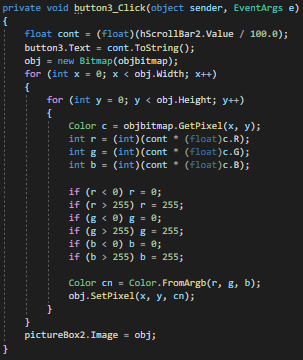 private void button3_Click(object sender, EventArgs e)
{
float cont = (float)(hScrollBar2.Value / 100.0);
button3.Text = cont.ToString();
obj = new Bitmap(objbitmap);
for (int x = 0; x < obj.Width; x++)
{
for (int y = 0; y < obj.Height; y++)
{
Color c = objbitmap.GetPixel(x, y);
int r = (int)(cont * (float)c.R);
int g = (int)(cont * (float)c.G);
int b = (int)(cont * (float)c.B);
if (r < 0) r = 0;
if (r > 255) r = 255;
if (g < 0) g = 0;
if (g > 255) g = 255;
if (b < 0) b = 0;
if (b > 255) b = 255;
Color cn = Color.FromArgb(r, g, b);
obj.SetPixel(x, y, cn);
}
}
pictureBox2.Image = obj;
}